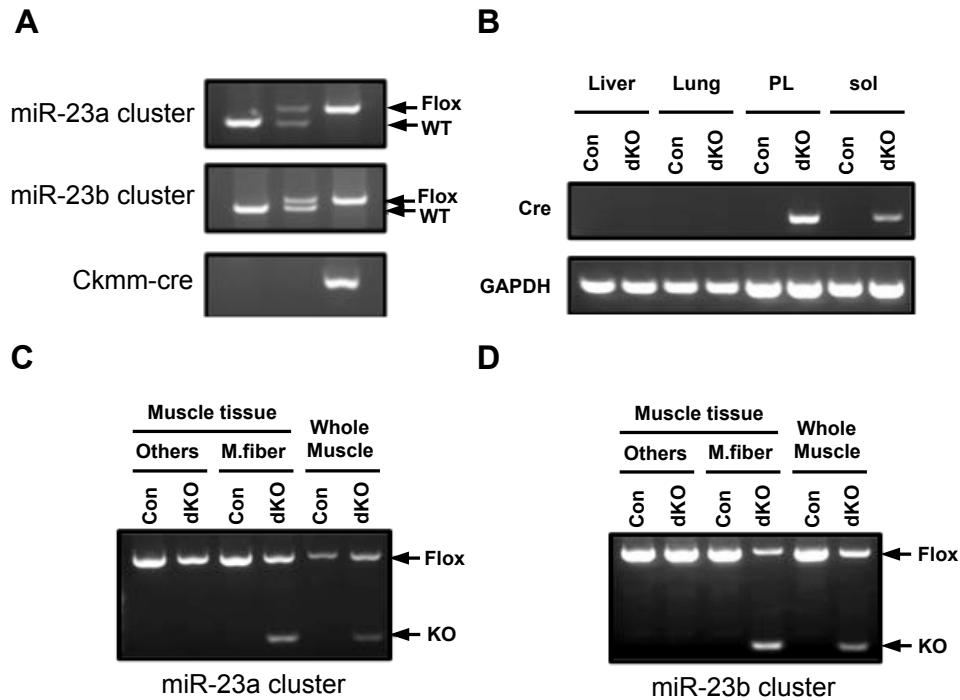 A
miR-23a cluster
Flox
WT
miR-23b cluster
Flox
WT
Ckmm-cre
B
Liver Lung PL sol
Con dKO Con dKO Con dKO Con dKO
Cre
GAPDH
C
Muscle tissue
Whole
Muscle
Others M.fiber
Con dKO Con dKO Con dKO
Flox
KO
miR-23a cluster
D
Muscle tissue
Whole
Muscle
Others M.fiber
Con dKO Con dKO Con dKO
Flox
KO
miR-23b cluster